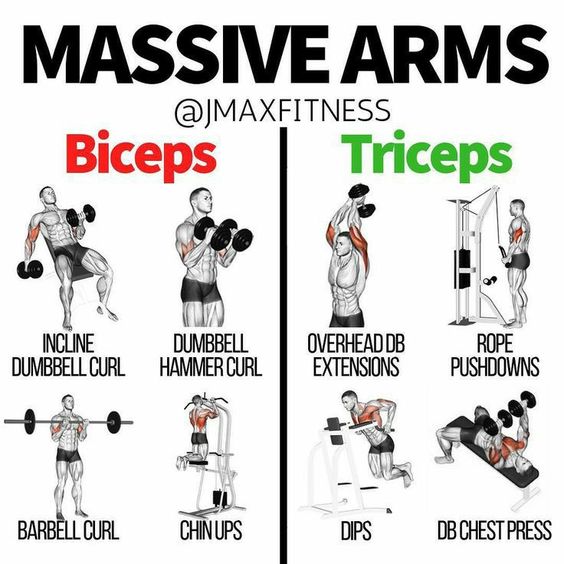 MASSIVE ARMS
@JMAXFITNESS
Biceps
INCLINE
DUMBBELL CURL
DUMBBELL
HAMMER CURL
BARBELL CURL
CHIN UPS
Triceps
OVERHEAD DB
EXTENSIONS
ROPE
PUSHDOWNS
DIPS
DB CHEST PRESS